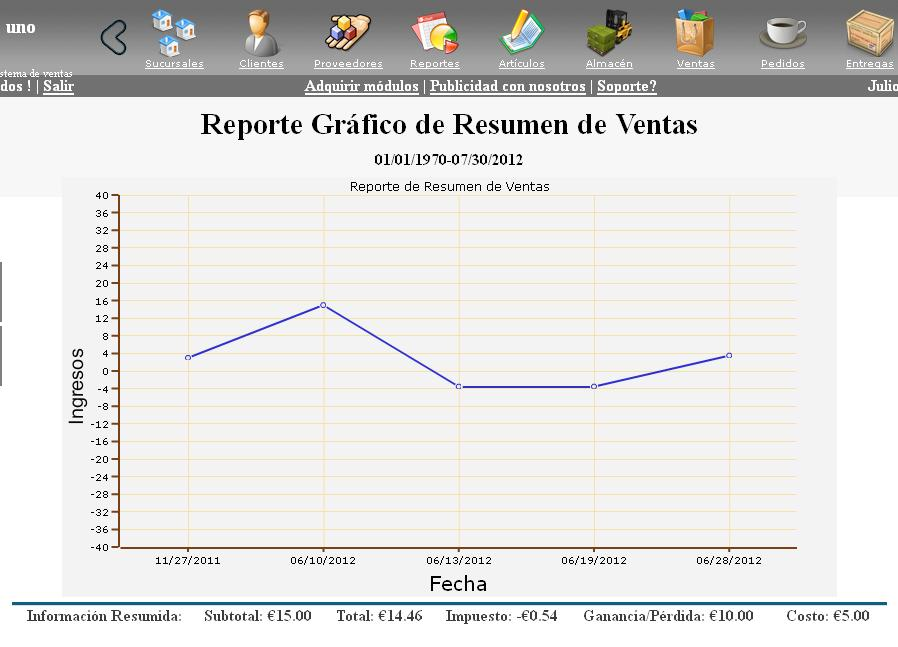 uno
stema de ventas
Sucursales
Clientes
Proveedores
Reportes
Artículos
Almacén
Ventas
Pedidos
Entregas
dos ! | Salir
Adquirir módulos | Publicidad con nosotros | Soporte?
Julio
Reporte Gráfico de Resumen de Ventas
01/01/1970-07/30/2012
Reporte de Resumen de Ventas
40
36
32
28
24
20
16
12
8
4
0
-4
-8
-12
-16
-20
-24
-28
-32
-36
-40
Ingresos
11/27/2011 06/10/2012 06/13/2012 06/19/2012 06/28/2012
Fecha
Información Resumida: Subtotal: €15.00 Total: €14.46 Impuesto: -€0.54 Ganancia/Pérdida: €10.00 Costo: €5.00